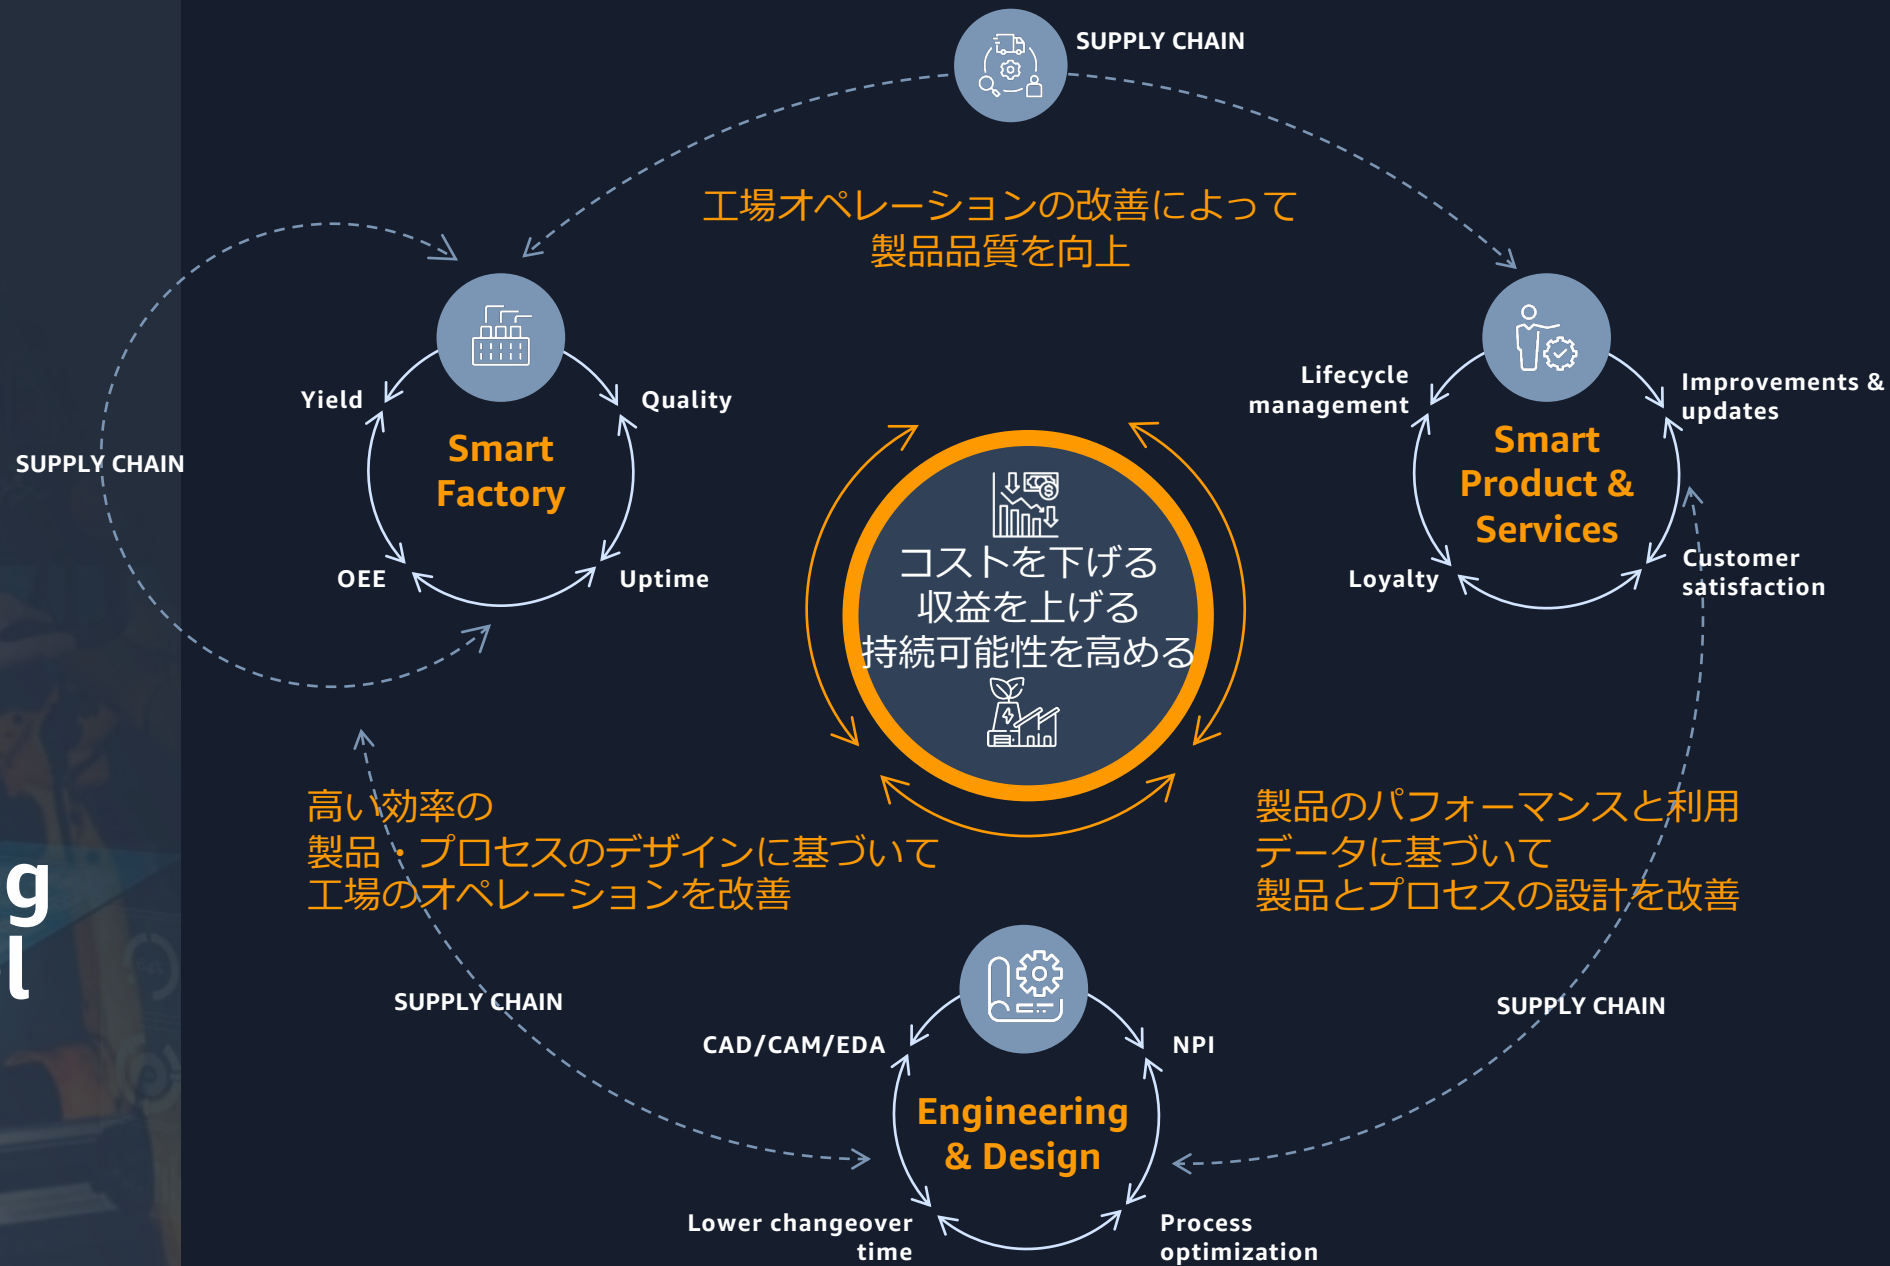 SUPPLY CHAIN
工場オペレーションの改善によって
製品品質を向上
Yield
Quality
Smart
Factory
OEE
Uptime
SUPPLY CHAIN
Lifecycle
management
Improvements &
updates
Smart
Product &
Services
Loyalty
Customer
satisfaction
コストを下げる
収益を上げる
持続可能性を高める
高い効率の
製品・プロセスのデザインに基づいて
工場のオペレーションを改善
製品のパフォーマンスと利用
データに基づいて
製品とプロセスの設計を改善
g
l
SUPPLY CHAIN
SUPPLY CHAIN
CAD/CAM/EDA
NPI
Engineering
& Design
Lower changeover
time
Process
optimization